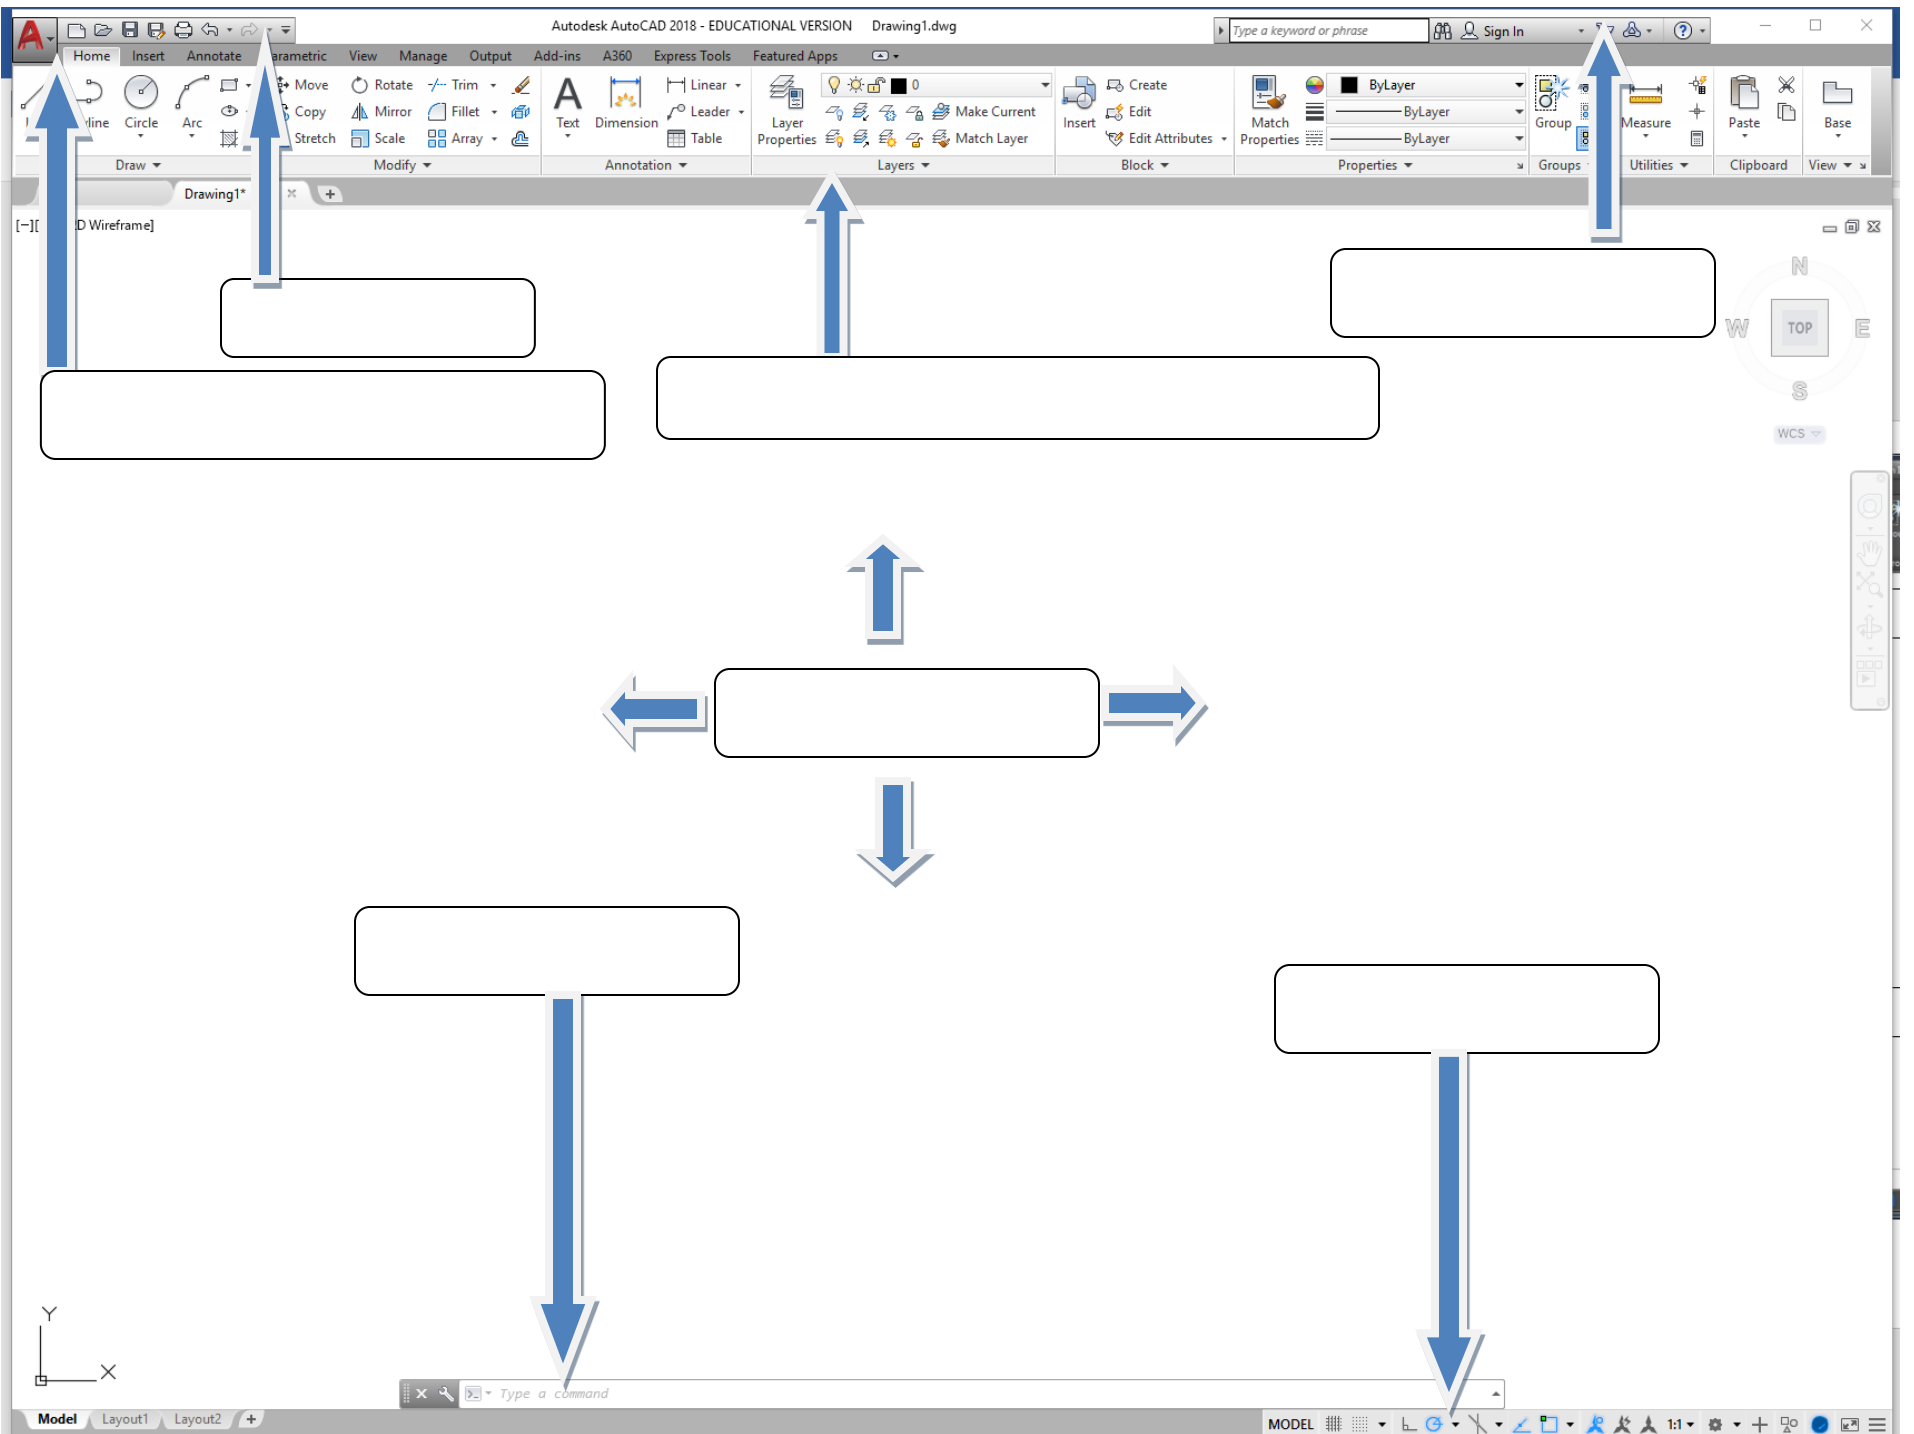 Autodesk AutoCAD 2018 - EDUCATIONAL VERSION Drawing1.dwg
Type a keyword or phrase
Sign In
Home Insert Annotate View Manage Output Add-ins A360 Express Tools Featured Apps
Move Rotate Trim Linear 0 Create ByLayer
Circle Arc Copy Mirror Fillet Text Dimension Leader Layer Properties Make Current Insert Edit Match Properties ByLayer Group Measure Paste Base
Stretch Scale Array Table Match Layer Edit Attributes ByLayer
Draw Modify Annotation Layers Block Properties Groups Utilities Clipboard View
Drawing1*
Wireframe]
N
W TOP E
S
WCS
Y
X
Type a command
Model Layout1 Layout2
MODEL 1:1